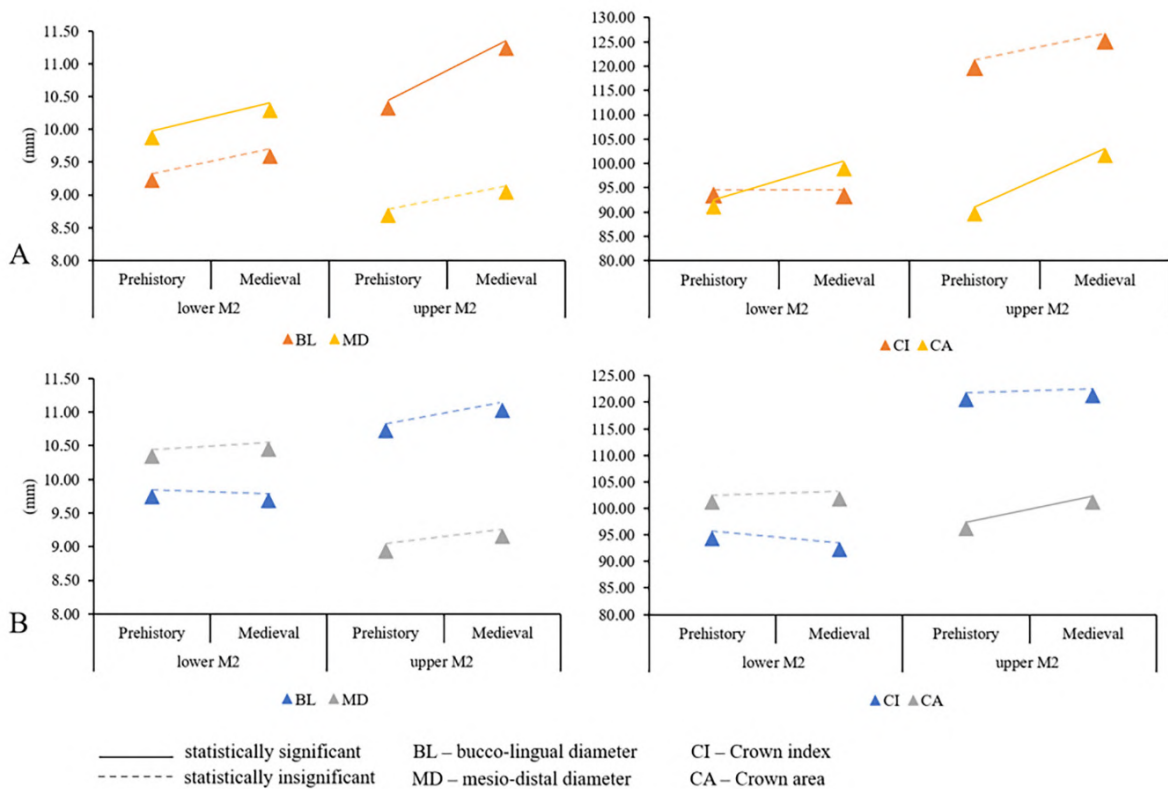 11.50
11.00
10.50
10.00
9.50
9.00
8.50
8.00
(mm)
A
Prehistory Medieval Prehistory Medieval
lower M2 upper M2
BL MD
130.00
125.00
120.00
115.00
110.00
105.00
100.00
95.00
90.00
85.00
80.00
Prehistory Medieval Prehistory Medieval
lower M2 upper M2
CI CA
11.50
11.00
10.50
10.00
9.50
9.00
8.50
8.00
(mm)
B
Prehistory Medieval Prehistory Medieval
lower M2 upper M2
BL MD
125.00
120.00
115.00
110.00
105.00
100.00
95.00
90.00
85.00
80.00
Prehistory Medieval Prehistory Medieval
lower M2 upper M2
CI CA
statistically significant BL – bucco-lingual diameter CI – Crown index
statistically insignificant MD – mesio-distal diameter CA – Crown area